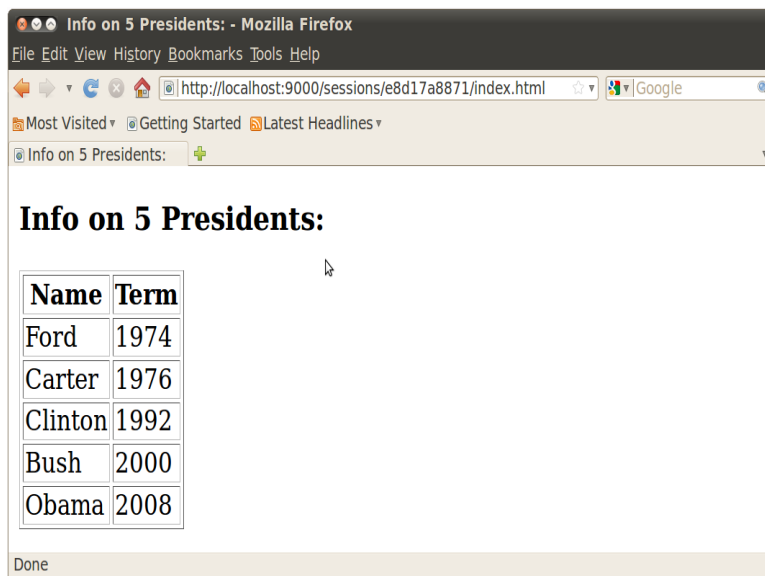 Info on 5 Presidents: - Mozilla Firefox
File Edit View History Bookmarks Tools Help
http://localhost:9000/sessions/e8d17a8871/index.html Google
Most Visited Getting Started Latest Headlines
Info on 5 Presidents:
Info on 5 Presidents:
Name Term
Ford 1974
Carter 1976
Clinton 1992
Bush 2000
Obama 2008
Done